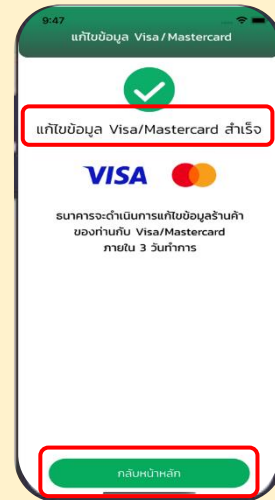 9:47
แก้ไขข้อมูล Visa/Mastercard
แก้ไขข้อมูล Visa/Mastercard สำเร็จ
VISA
ธนาคารจะดำเนินการแก้ไขข้อมูลร้านค้า
ของท่านกับ Visa/Mastercard
ภายใน 3 วันทำการ
กลับหน้าหลัก